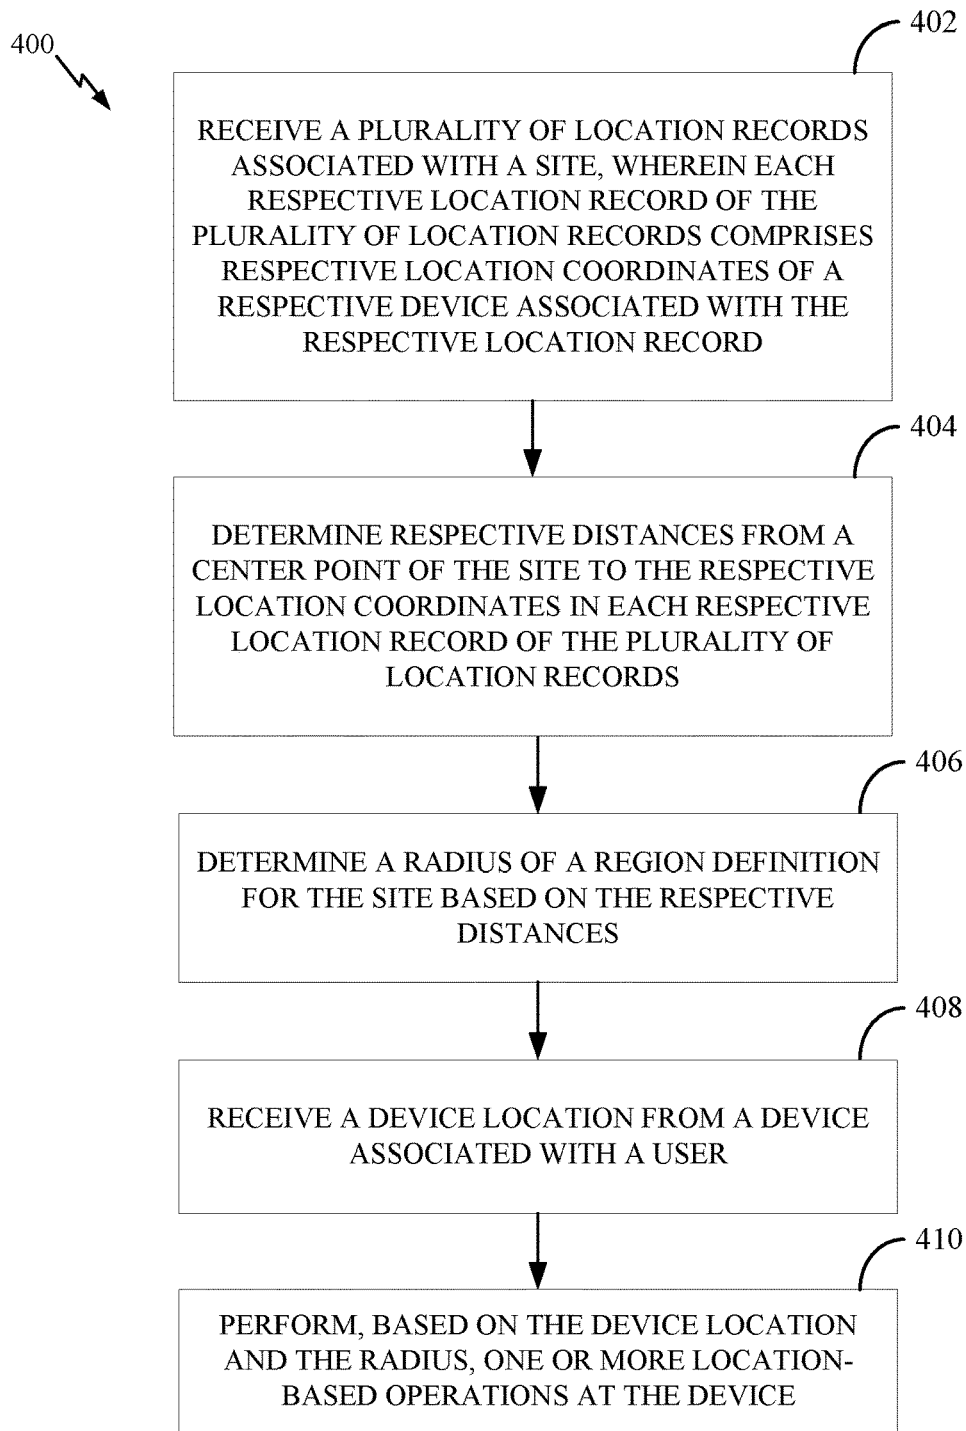 400
402
RECEIVE A PLURALITY OF LOCATION RECORDS
ASSOCIATED WITH A SITE, WHEREIN EACH
RESPECTIVE LOCATION RECORD OF THE
PLURALITY OF LOCATION RECORDS COMPRISES
RESPECTIVE LOCATION COORDINATES OF A
RESPECTIVE DEVICE ASSOCIATED WITH THE
RESPECTIVE LOCATION RECORD
404
DETERMINE RESPECTIVE DISTANCES FROM A
CENTER POINT OF THE SITE TO THE RESPECTIVE
LOCATION COORDINATES IN EACH RESPECTIVE
LOCATION RECORD OF THE PLURALITY OF
LOCATION RECORDS
406
DETERMINE A RADIUS OF A REGION DEFINITION
FOR THE SITE BASED ON THE RESPECTIVE
DISTANCES
408
RECEIVE A DEVICE LOCATION FROM A DEVICE
ASSOCIATED WITH A USER
410
PERFORM, BASED ON THE DEVICE LOCATION
AND THE RADIUS, ONE OR MORE LOCATION-
BASED OPERATIONS AT THE DEVICE